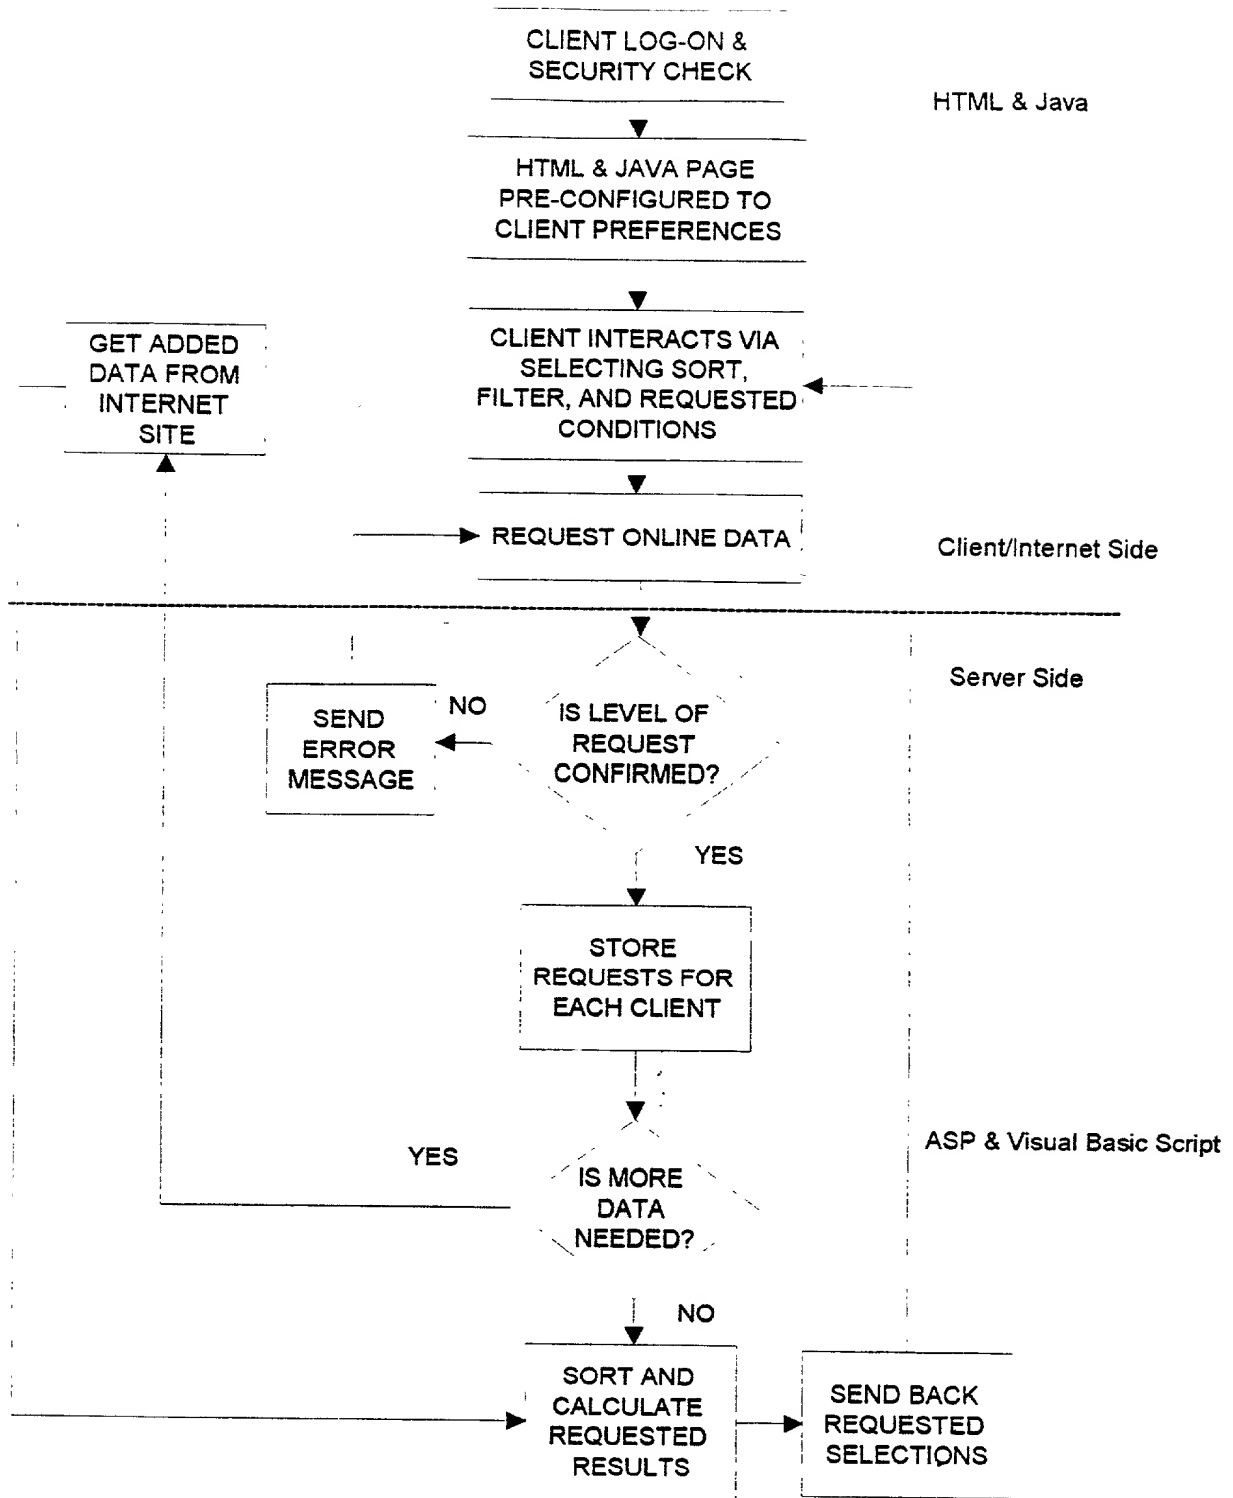 CLIENT LOG-ON &
SECURITY CHECK
HTML & Java
HTML & JAVA PAGE
PRE-CONFIGURED TO
CLIENT PREFERENCES
GET ADDED
DATA FROM
INTERNET
SITE
CLIENT INTERACTS VIA
SELECTING SORT,
FILTER, AND REQUESTED
CONDITIONS
REQUEST ONLINE DATA
Client/Internet Side
Server Side
NO
SEND
ERROR
MESSAGE
IS LEVEL OF
REQUEST
CONFIRMED?
YES
STORE
REQUESTS FOR
EACH CLIENT
ASP & Visual Basic Script
YES
IS MORE
DATA
NEEDED?
NO
SORT AND
CALCULATE
REQUESTED
RESULTS
SEND BACK
REQUESTED
SELECTIONS